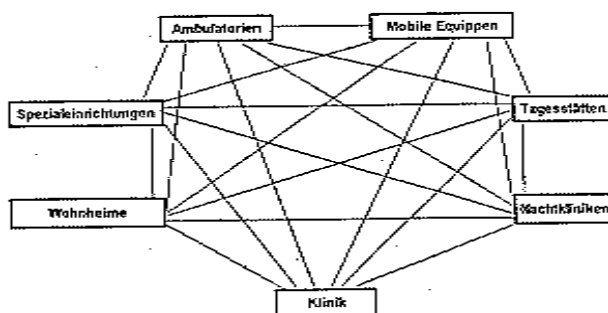 Ambulatorien
Mobile Equippen
Spezialeinrichtungen
Tagesstätten
Wohnheime
Nachtkliniken
Klinik